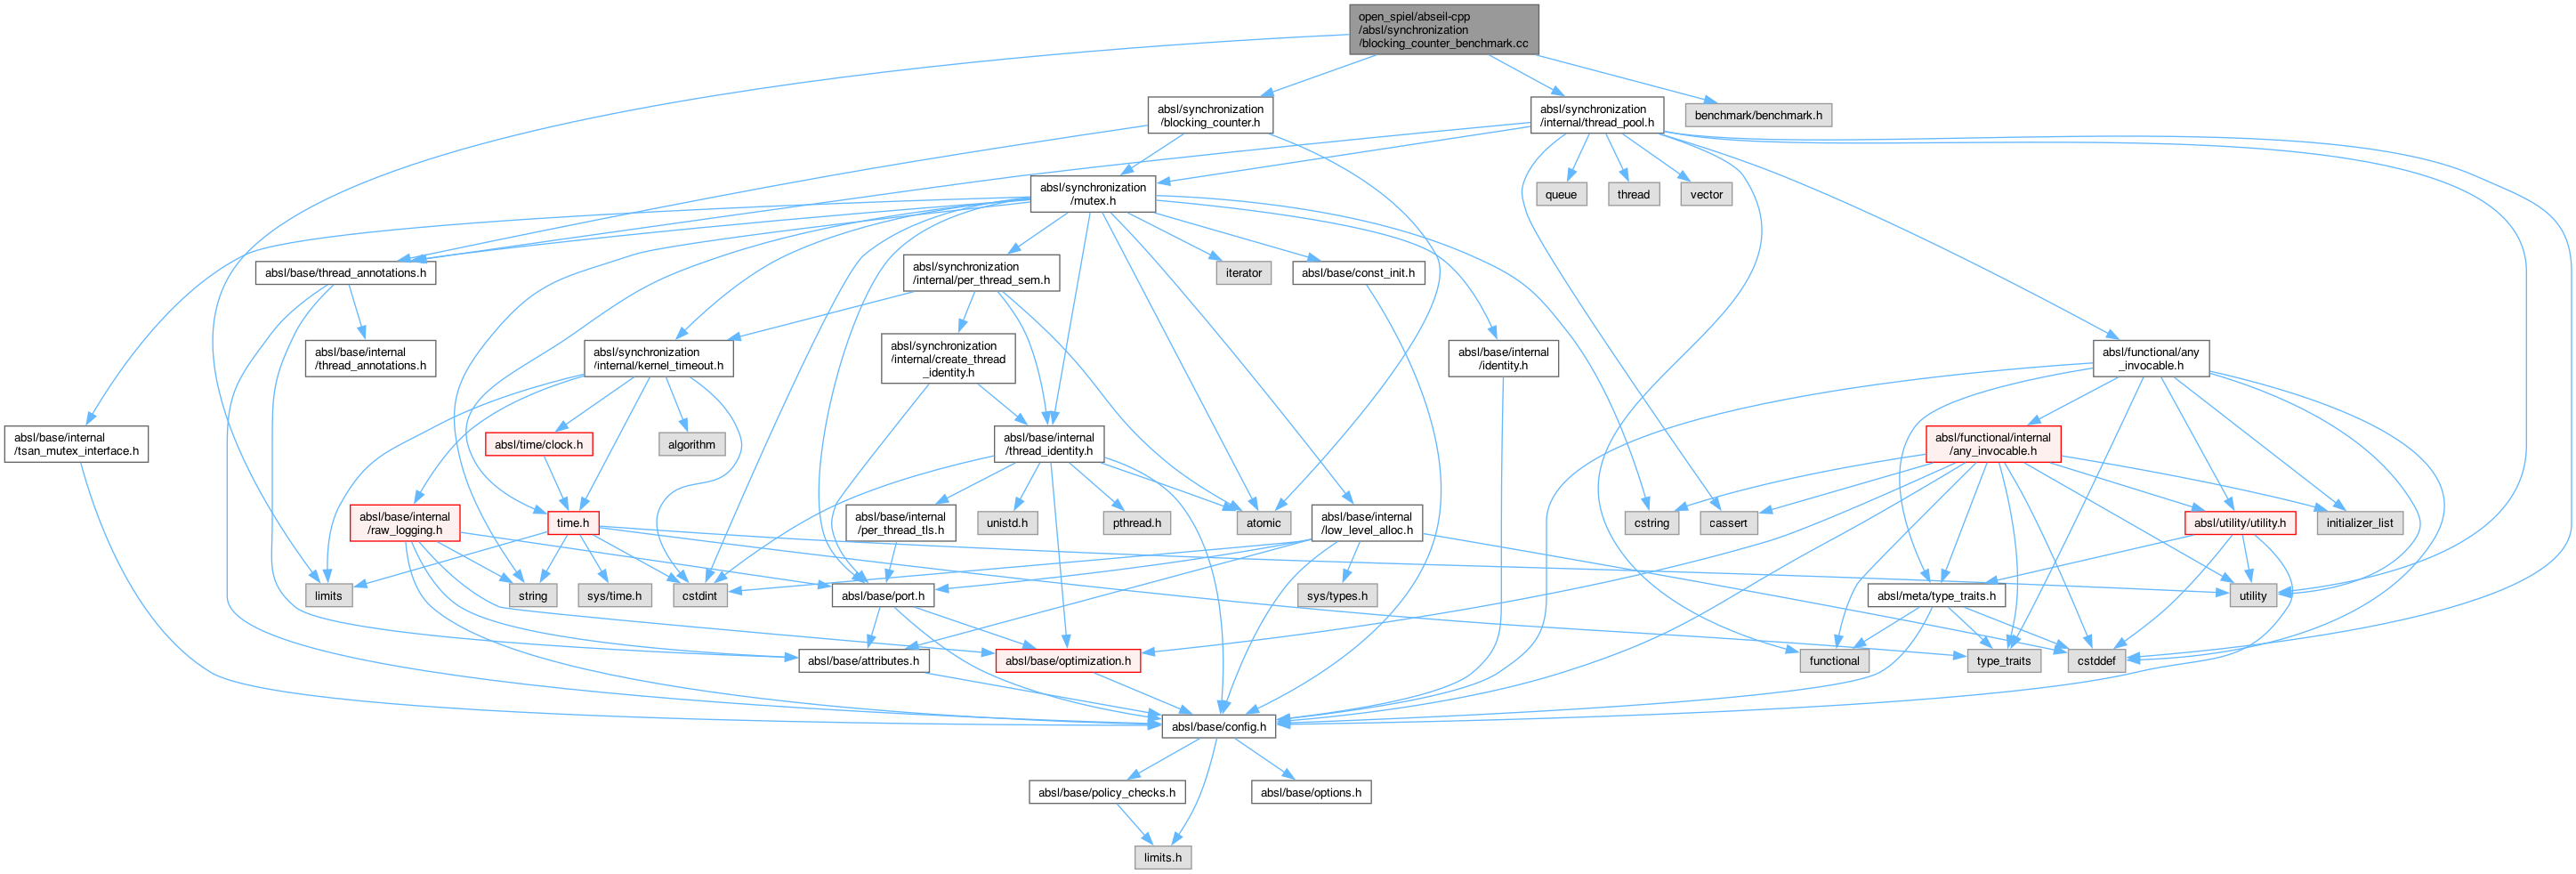 open_spiel/abseil-cpp
/absl/synchronization
/blocking_counter_benchmark.cc
absl/synchronization
/blocking_counter.h
absl/synchronization
/internal/thread_pool.h
benchmark/benchmark.h
absl/synchronization
/mutex.h
queue
thread
vector
absl/base/thread_annotations.h
absl/synchronization
/internal/per_thread_sem.h
iterator
absl/base/const_init.h
absl/base/internal
/thread_annotations.h
absl/synchronization
/internal/kernel_timeout.h
absl/synchronization
/internal/create_thread
_identity.h
absl/base/internal
/identity.h
absl/functional/any
_invocable.h
absl/base/internal
/tsan_mutex_interface.h
absl/time/clock.h
algorithm
absl/base/internal
/thread_identity.h
absl/functional/internal
/any_invocable.h
absl/base/internal
/raw_logging.h
time.h
absl/base/internal
/per_thread_tls.h
unistd.h
pthread.h
atomic
absl/base/internal
/low_level_alloc.h
cstring
cassert
absl/utility/utility.h
initializer_list
limits
string
sys/time.h
cstdint
absl/base/port.h
sys/types.h
absl/meta/type_traits.h
utility
absl/base/attributes.h
absl/base/optimization.h
functional
type_traits
cstddef
absl/base/config.h
absl/base/policy_checks.h
absl/base/options.h
limits.h